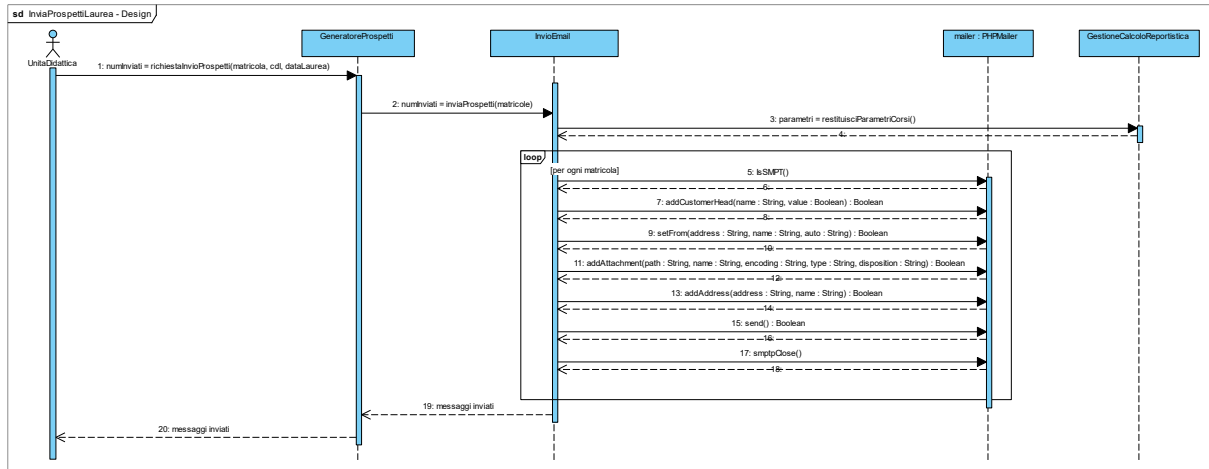 sd InviaProspettiLaurea - Design
UnitaDidattica
GeneratoreProspetti
InvioEmail
mailer : PHPMailer
GestioneCalcoloReportistica
1: numInviati = richiestaInvioProspetti(matricola, cdl, dataLaurea)
2: numInviati = inviaProspetti(matricole)
3: parametri = restituisciParametriCorsi()
4:
loop
[per ogni matricola]
5: IsSMPT()
6:
7: addCustomerHead(name : String, value : Boolean) : Boolean
8:
9: setFrom(address : String, name : String, auto : String) : Boolean
10:
11: addAttachment(path : String, name : String, encoding : String, type : String, disposition : String) : Boolean
12:
13: addAddress(address : String, name : String) : Boolean
14:
15: send() : Boolean
16:
17: smptpClose()
18:
19: messaggi inviati
20: messaggi inviati